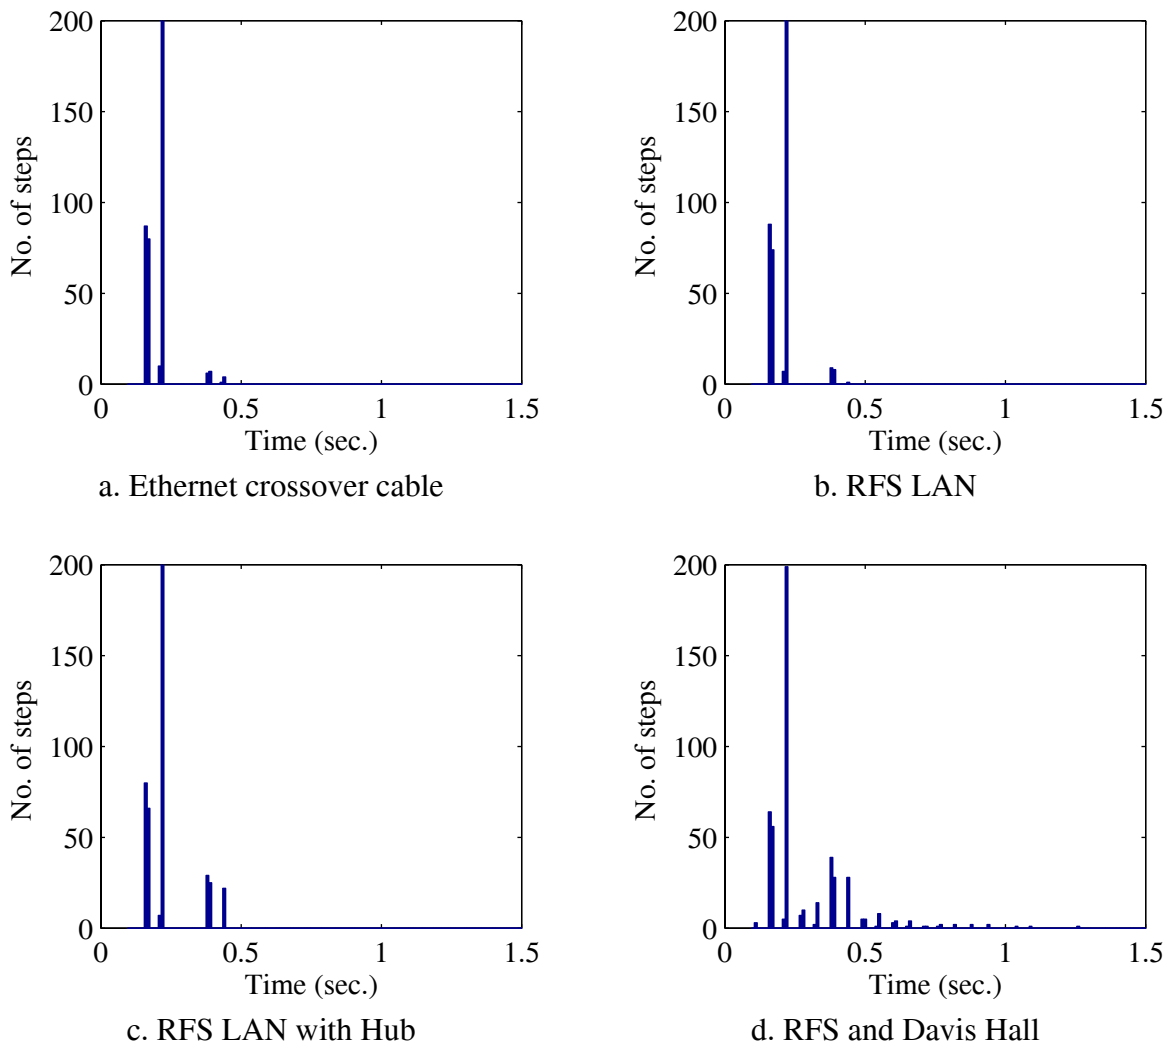 200
150
100
50
0
No. of steps
0 0.5 1 1.5
Time (sec.)
a. Ethernet crossover cable
200
150
100
50
0
No. of steps
0 0.5 1 1.5
Time (sec.)
b. RFS LAN
200
150
100
50
0
No. of steps
0 0.5 1 1.5
Time (sec.)
c. RFS LAN with Hub
200
150
100
50
0
No. of steps
0 0.5 1 1.5
Time (sec.)
d. RFS and Davis Hall